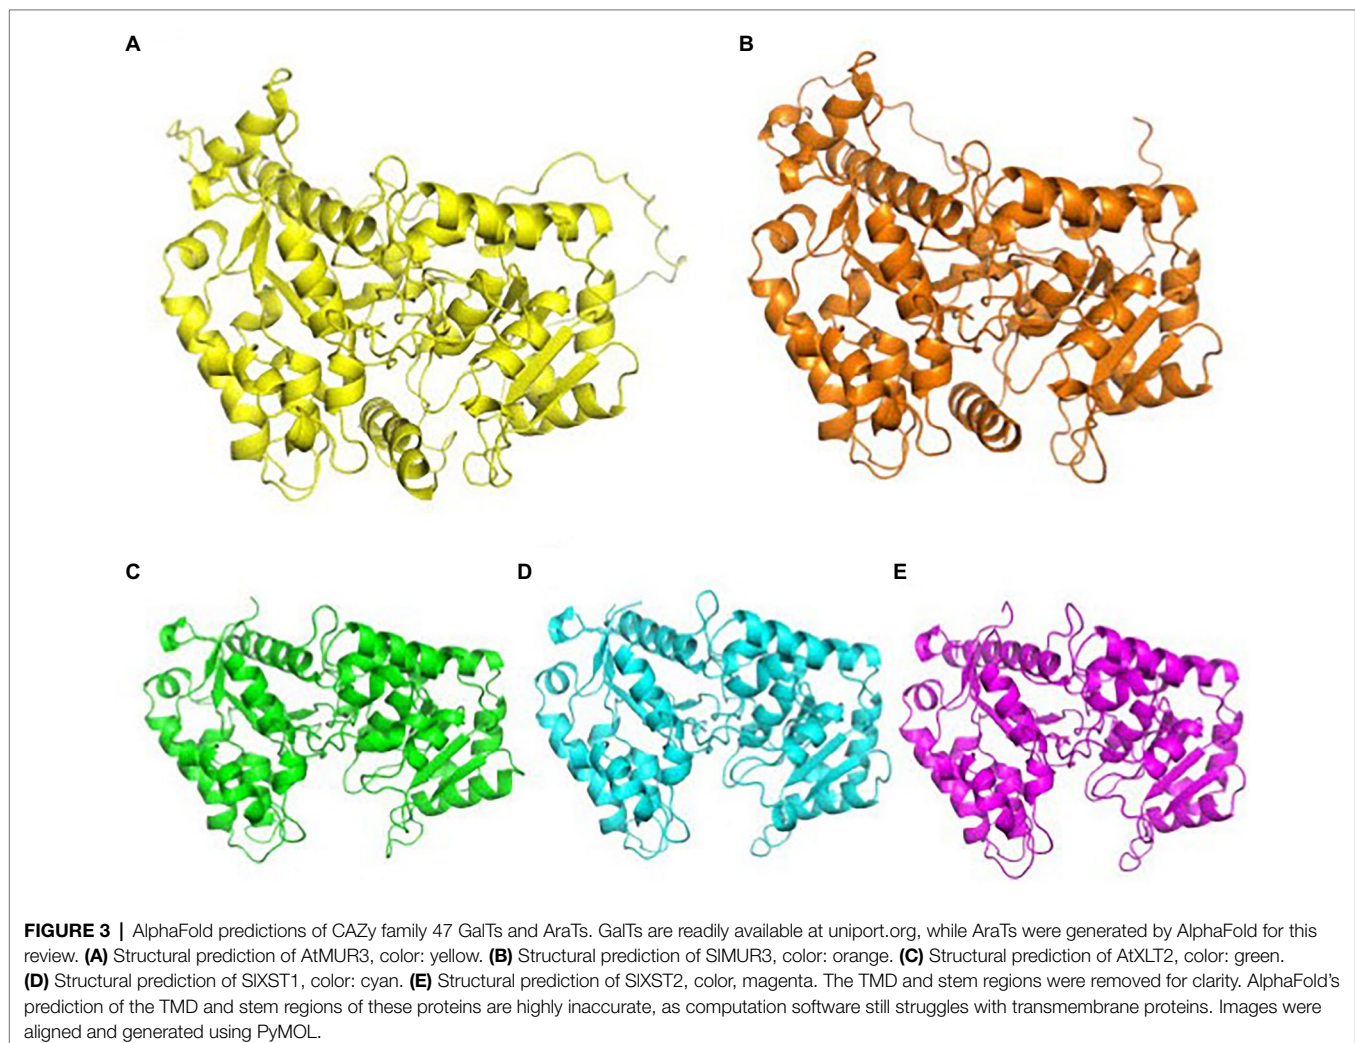 A
B
C
D
E
FIGURE 3 | AlphaFold predictions of CAZy family 47 GalTs and AraTs. GalTs are readily available at uniport.org, while AraTs were generated by AlphaFold for this
review. (A) Structural prediction of AtMUR3, color: yellow. (B) Structural prediction of SlMUR3, color: orange. (C) Structural prediction of AtXLT2, color: green.
(D) Structural prediction of SlXST1, color: cyan. (E) Structural prediction of SlXST2, color, magenta. The TMD and stem regions were removed for clarity. AlphaFold's
prediction of the TMD and stem regions of these proteins are highly inaccurate, as computation software still struggles with transmembrane proteins. Images were
aligned and generated using PyMOL.